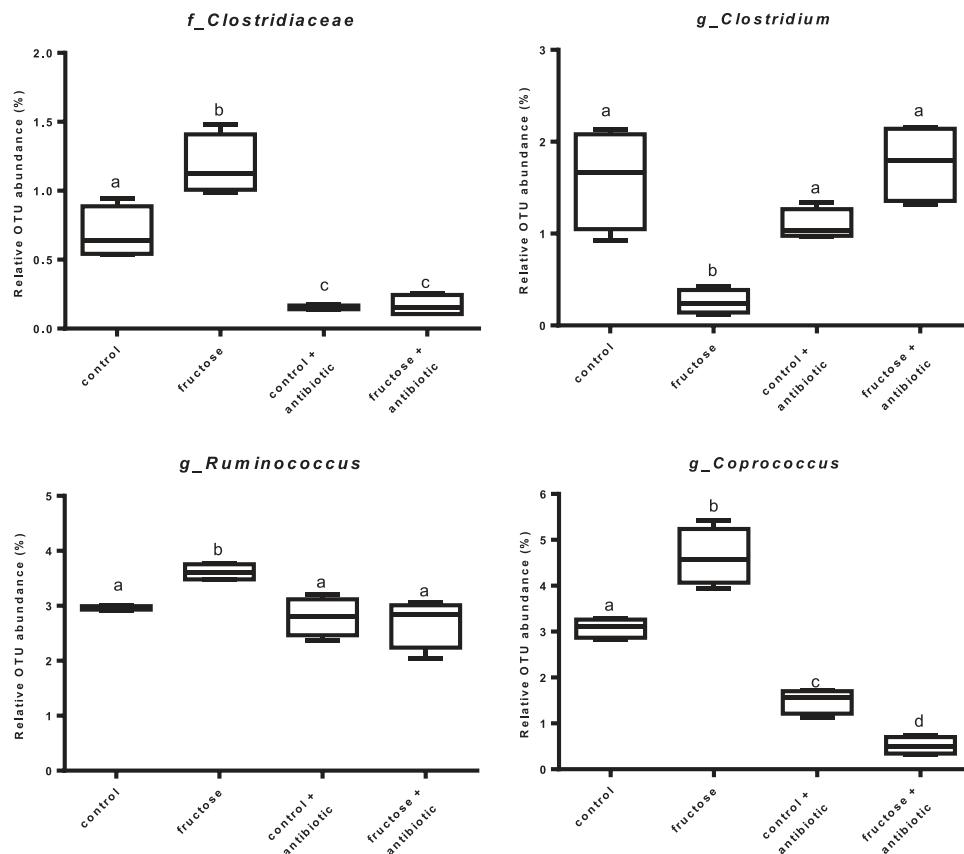 f_Clostridiaceae
Relative OTU abundance (%)
2.0
1.5
1.0
0.5
0.0
a
b
c
c
control
fructose
control +
antibiotic
fructose +
antibiotic
g_Clostridium
Relative OTU abundance (%)
3
2
1
0
a
b
a
a
control
fructose
control +
antibiotic
fructose +
antibiotic
g_Ruminococcus
Relative OTU abundance (%)
5
4
3
2
1
0
a
b
a
a
control
fructose
control +
antibiotic
fructose +
antibiotic
g_Coprococcus
Relative OTU abundance (%)
6
5
4
3
2
1
0
a
b
c
d
control
fructose
control +
antibiotic
fructose +
antibiotic